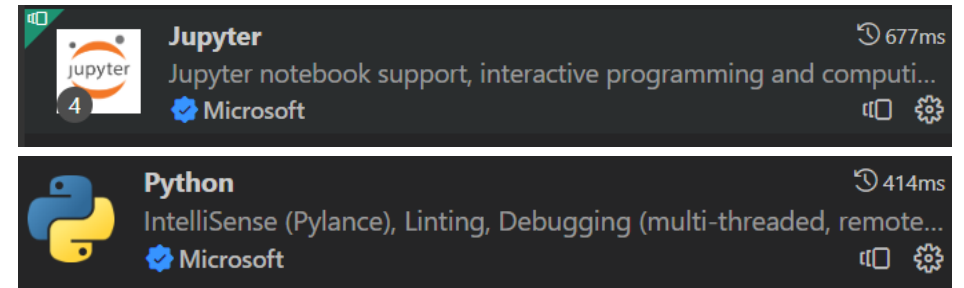 Jupyter
677ms
jupyter
Jupyter notebook support, interactive programming and computi...
4
Microsoft
Python
414ms
IntelliSense (Pylance), Linting, Debugging (multi-threaded, remote...
Microsoft